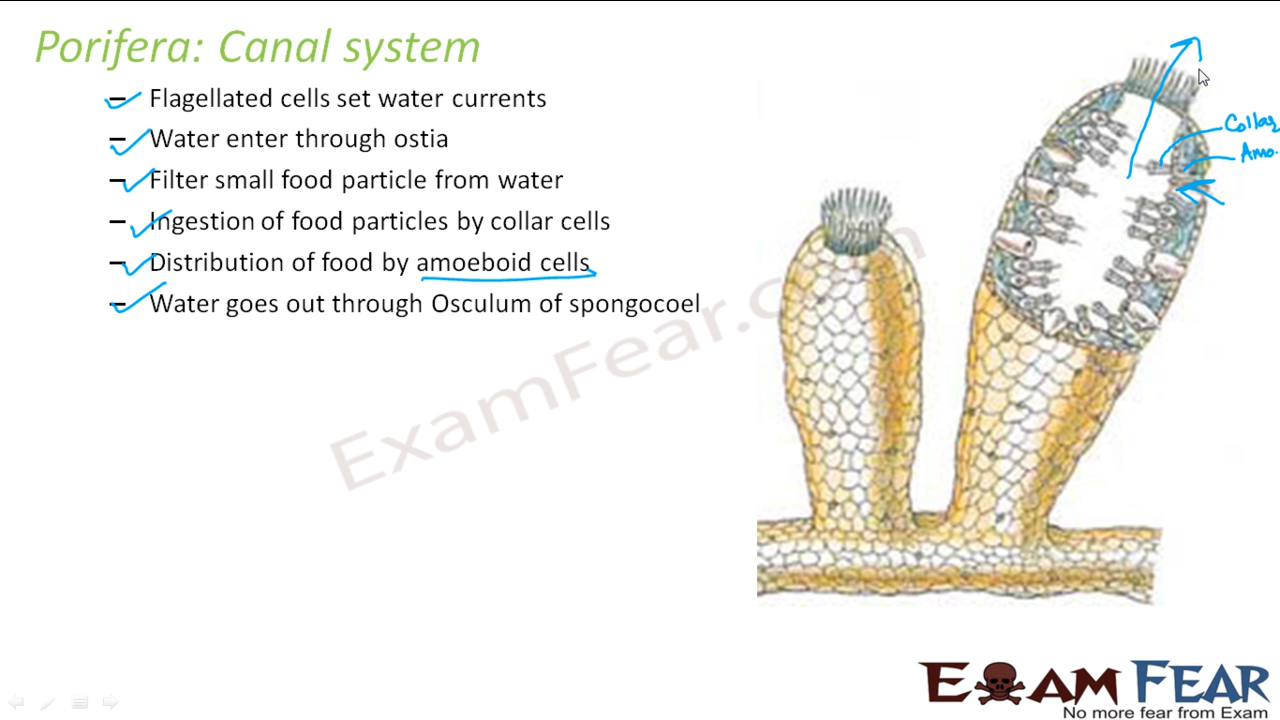 Porifera: Canal system
– Flagellated cells set water currents
– Water enter through ostia
– Filter small food particle from water
– Ingestion of food particles by collar cells
– Distribution of food by amoeboid cells
– Water goes out through Osculum of spongocoel
Collar
Amo.
ExamFear.com
EXAM FEAR
No more fear from Exam